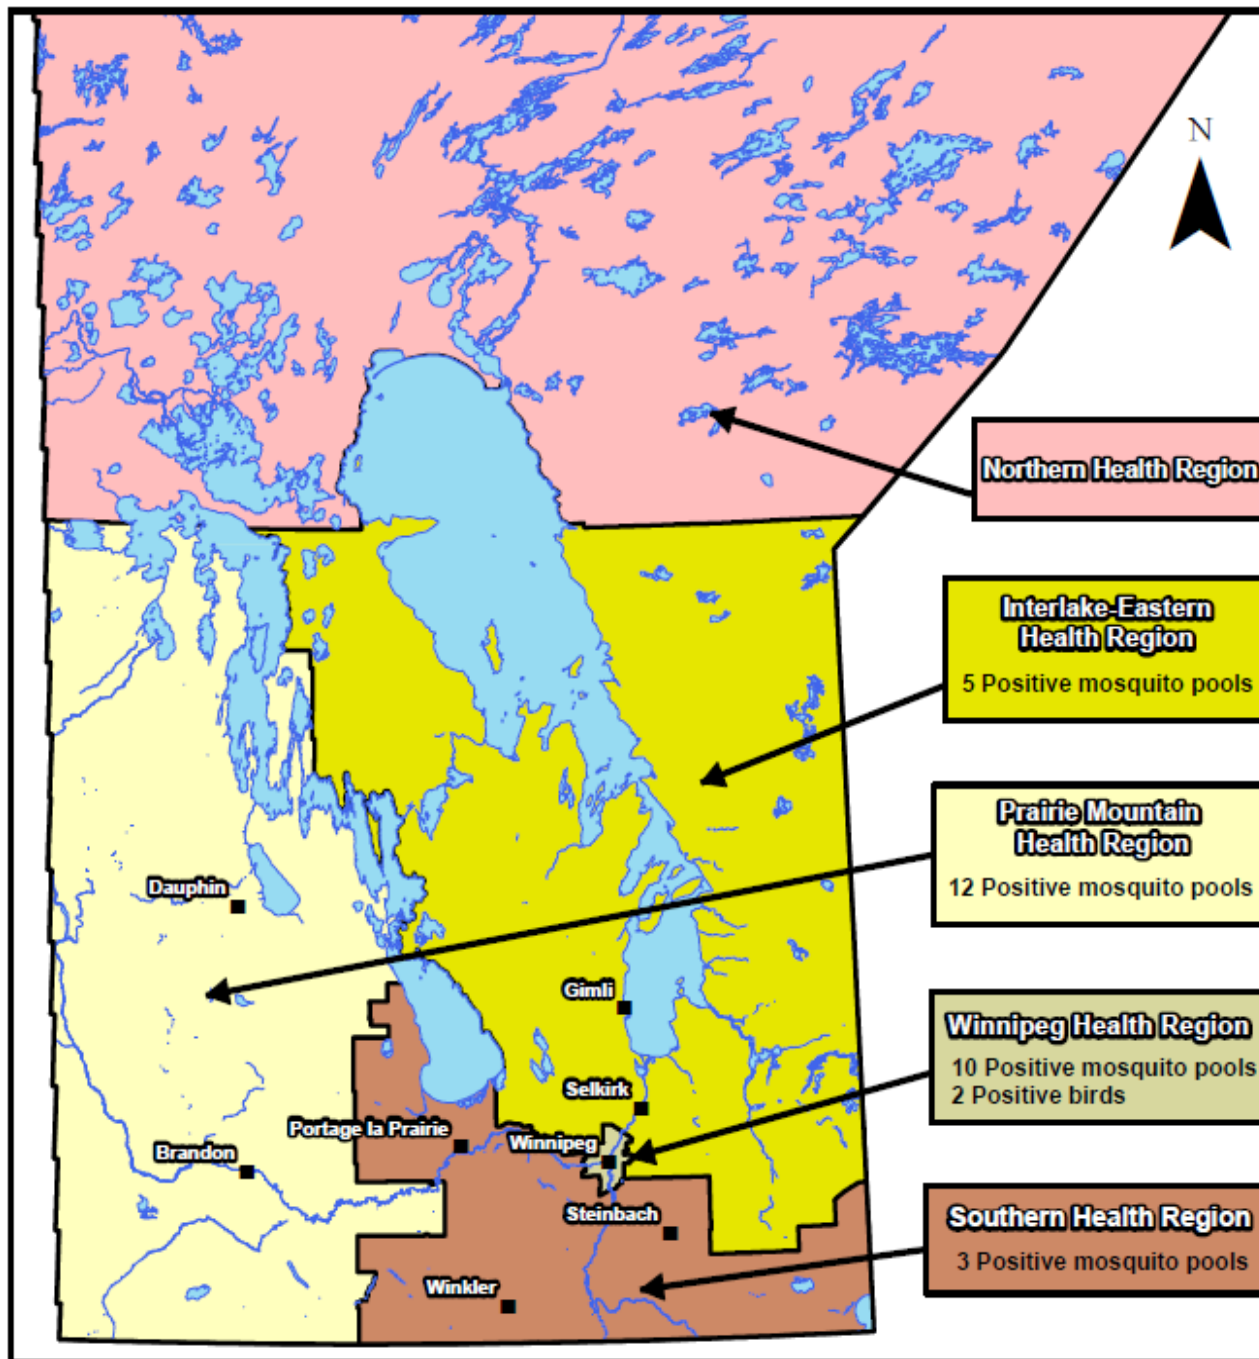 N
Northern Health Region
Interlake-Eastern
Health Region
5 Positive mosquito pools
Prairie Mountain
Health Region
12 Positive mosquito pools
Dauphin
Gimli
Winnipeg Health Region
10 Positive mosquito pools
2 Positive birds
Selkirk
Portage la Prairie
Winnipeg
Brandon
Steinbach
Southern Health Region
3 Positive mosquito pools
Winkler